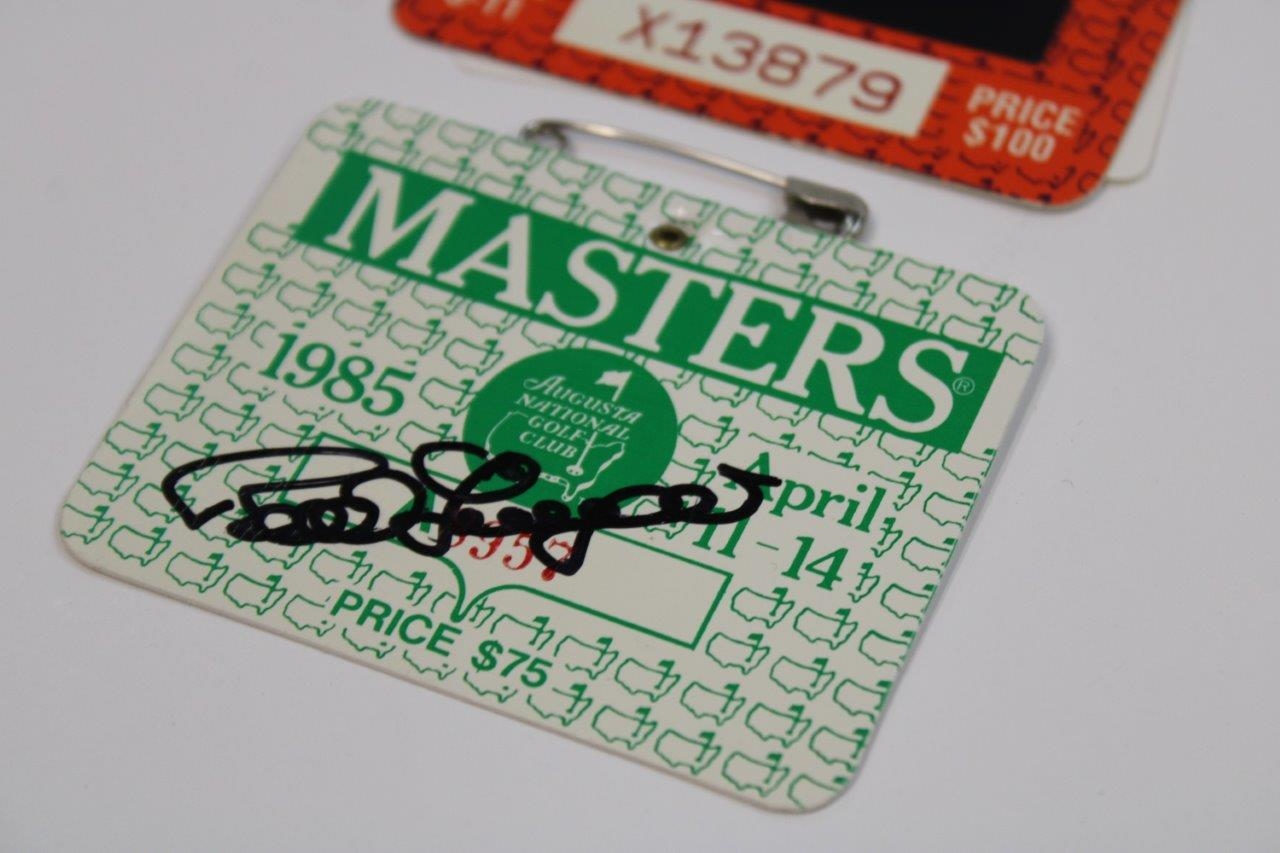 X13879
PRICE
$100
MASTERS®
1985
AUGUSTA
NATIONAL
GOLF
CLUB
April
11-14
PRICE $75